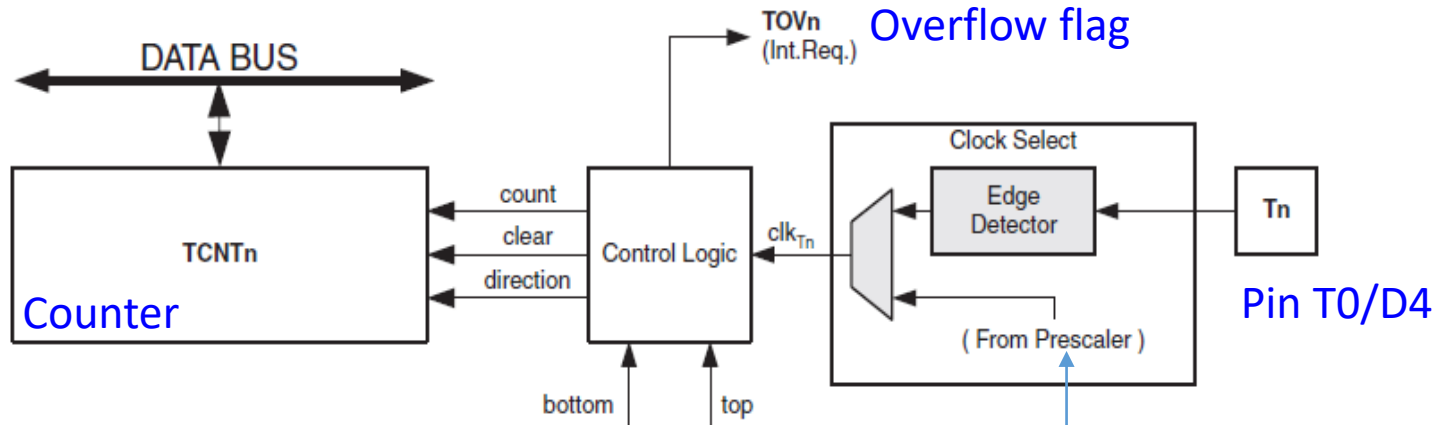 TOVn
(Int.Req.)
Overflow flag
DATA BUS
Clock Select
Edge
Detector
Tn
count
clear
direction
TCNTn
Control Logic
clkTn
Counter
Pin T0/D4
( From Prescaler )
bottom
top